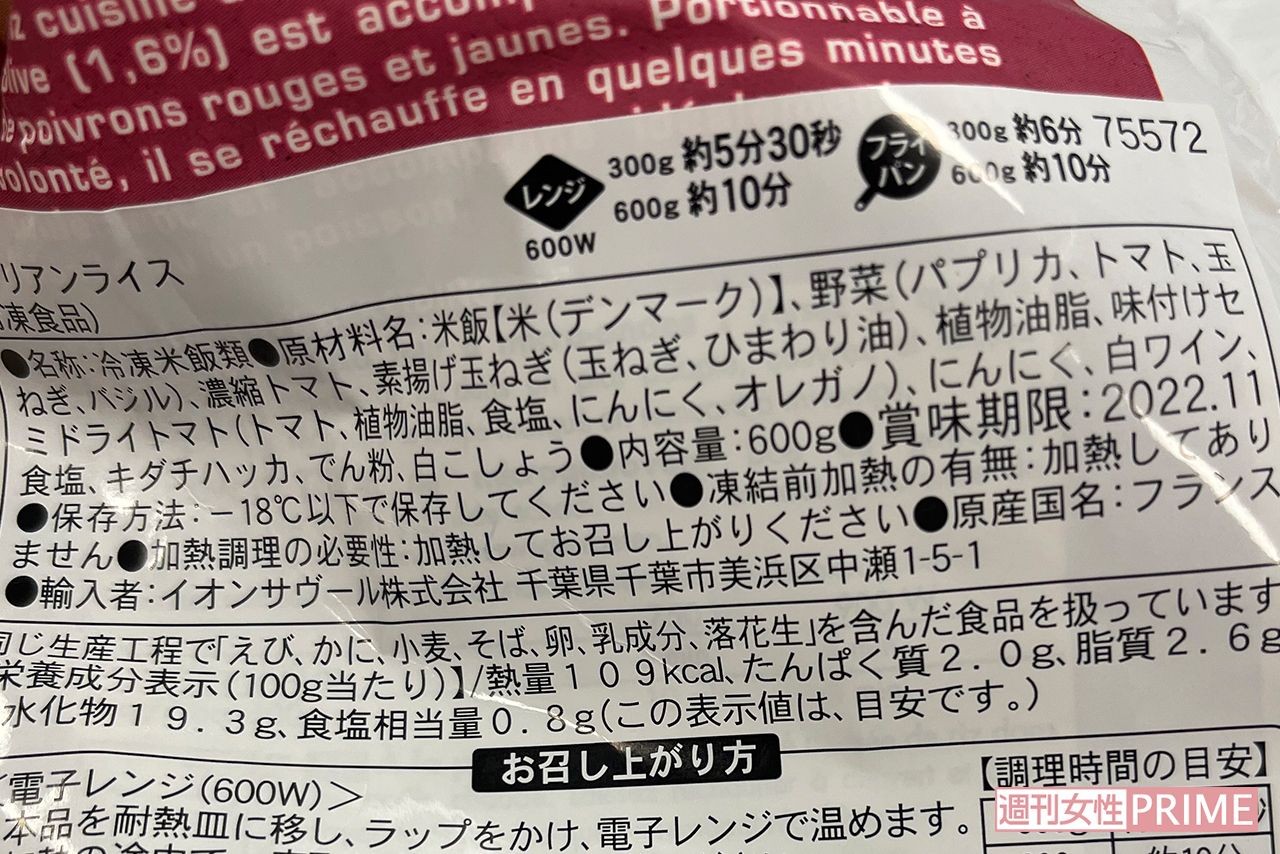 z cuisine
live (1,6%) est accom
poivrons rouges et jaunes. Portionnable à
volonté, il se réchauffe en quelques minutes
レンジ 300g 約5分30秒 フライパン 300g 約6分 75572
600W 600g 約10分 600g 約10分
リアンライス
凍食品)
●名称:冷凍米飯類●原材料名:米飯【米(デンマーク)】、野菜(パプリカ、トマト、玉
ねぎ、バジル)、濃縮トマト、素揚げ玉ねぎ(玉ねぎ、ひまわり油)、植物油脂、味付けセ
ミドライトマト(トマト、植物油脂、食塩、にんにく、オレガノ)、にんにく、白ワイン、
食塩、キダチハッカ、でん粉、白こしょう●内容量:600g●賞味期限:2022.11
●保存方法:−18℃以下で保存してください●凍結前加熱の有無:加熱してあり
ません●加熱調理の必要性:加熱してお召し上がりください●原産国名:フランス
●輸入者:イオンサヴール株式会社 千葉県千葉市美浜区中瀬1-5-1
同じ生産工程で「えび、かに、小麦、そば、卵、乳成分、落花生」を含んだ食品を扱っています
栄養成分表示(100g当たり)】/熱量109kcal、たんぱく質2.0g、脂質2.6g
水化物19.3g、食塩相当量0.8g(この表示値は、目安です。)
お召し上がり方
電子レンジ(600W)＞
本品を耐熱皿に移し、ラップをかけ、電子レンジで温めます。
【調理時間の目安】
週刊女性PRIME
約10分